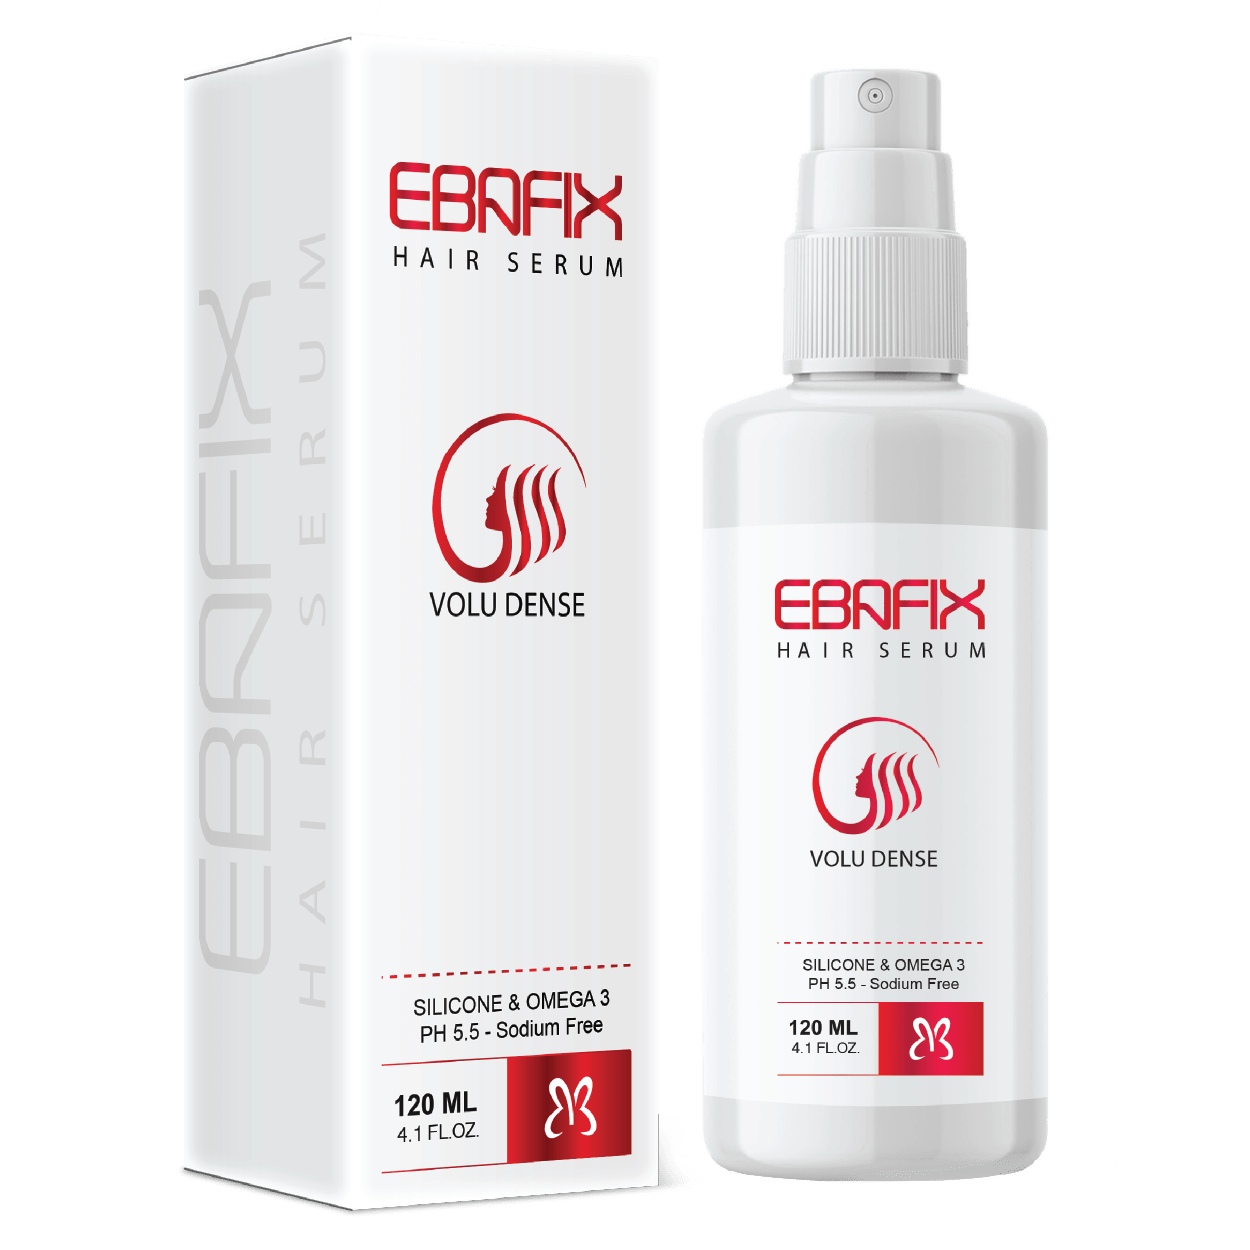 EBAFIX
HAIR SERUM
EBAFIX
HAIR SERUM
VOLU DENSE
SILICONE & OMEGA 3
PH 5.5 - Sodium Free
120 ML
4.1 FL.OZ.
EBAFIX
HAIR SERUM
VOLU DENSE
SILICONE & OMEGA 3
PH 5.5 - Sodium Free
120 ML
4.1 FL.OZ.